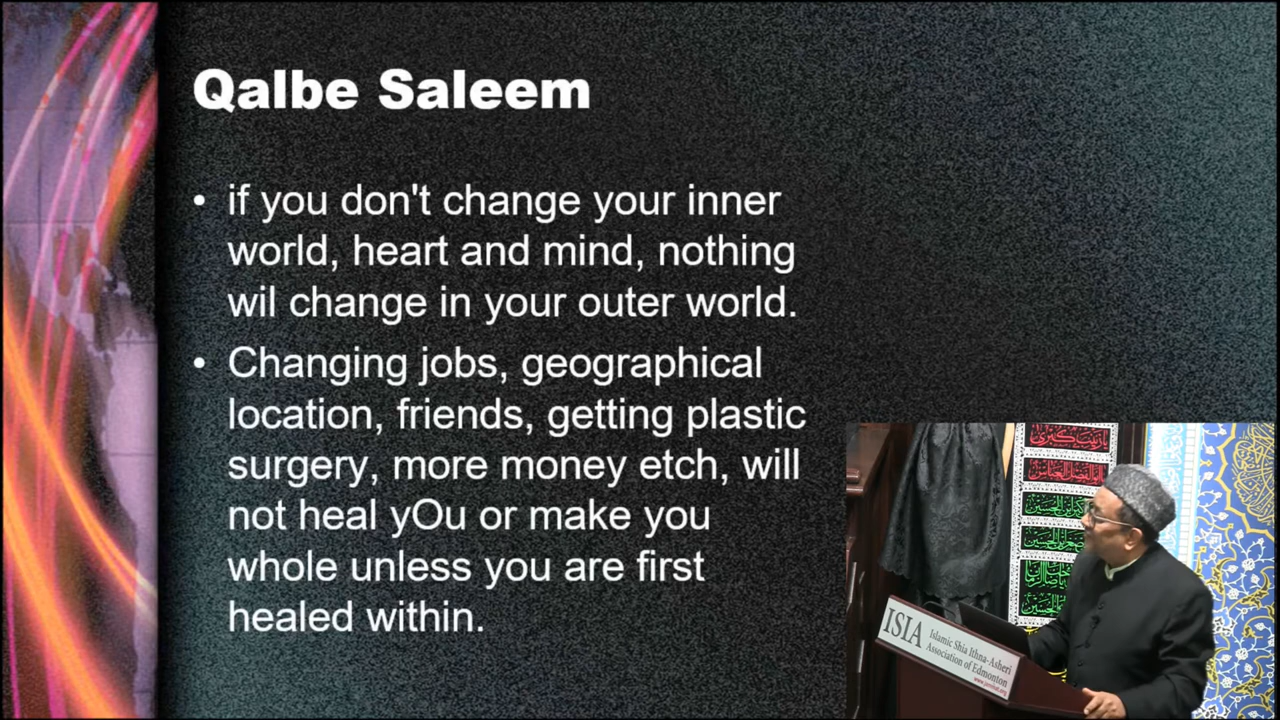 Qalbe Saleem
• if you don't change your inner
world, heart and mind, nothing
wil change in your outer world.
• Changing jobs, geographical
location, friends, getting plastic
surgery, more money etch, will
not heal yOu or make you
whole unless you are first
healed within.
ISIA
Islamic Shia Ithna-Asheri
Association of Edmonton